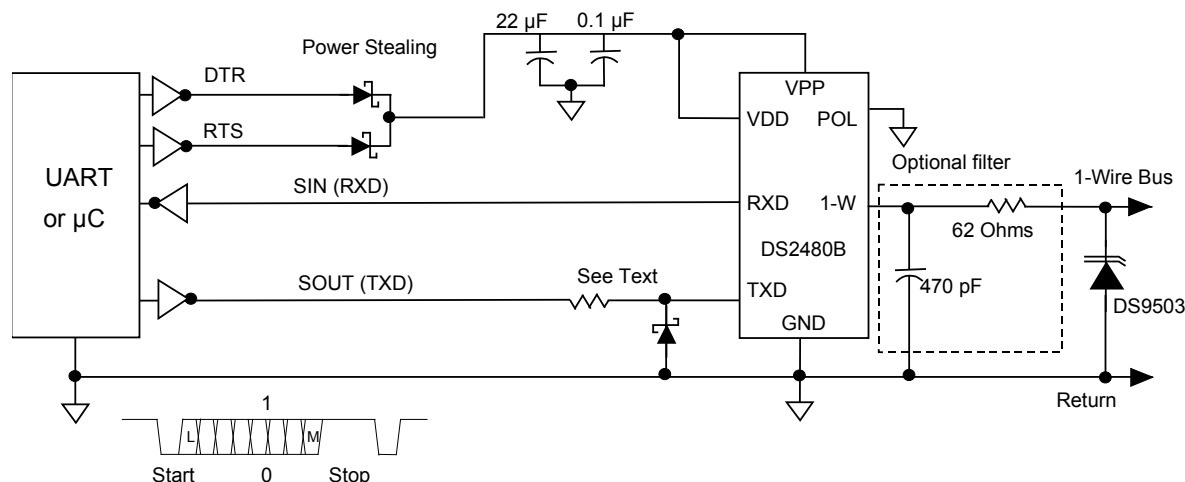 22 µF
0.1 µF
Power Stealing
DTR
VPP
VDD
POL
RTS
Optional filter
UART
or µC
SIN (RXD)
1-Wire Bus
RXD
1-W
62 Ohms
DS2480B
SOUT (TXD)
See Text
TXD
470 pF
DS9503
GND
Return
1
L
M
Start
0
Stop